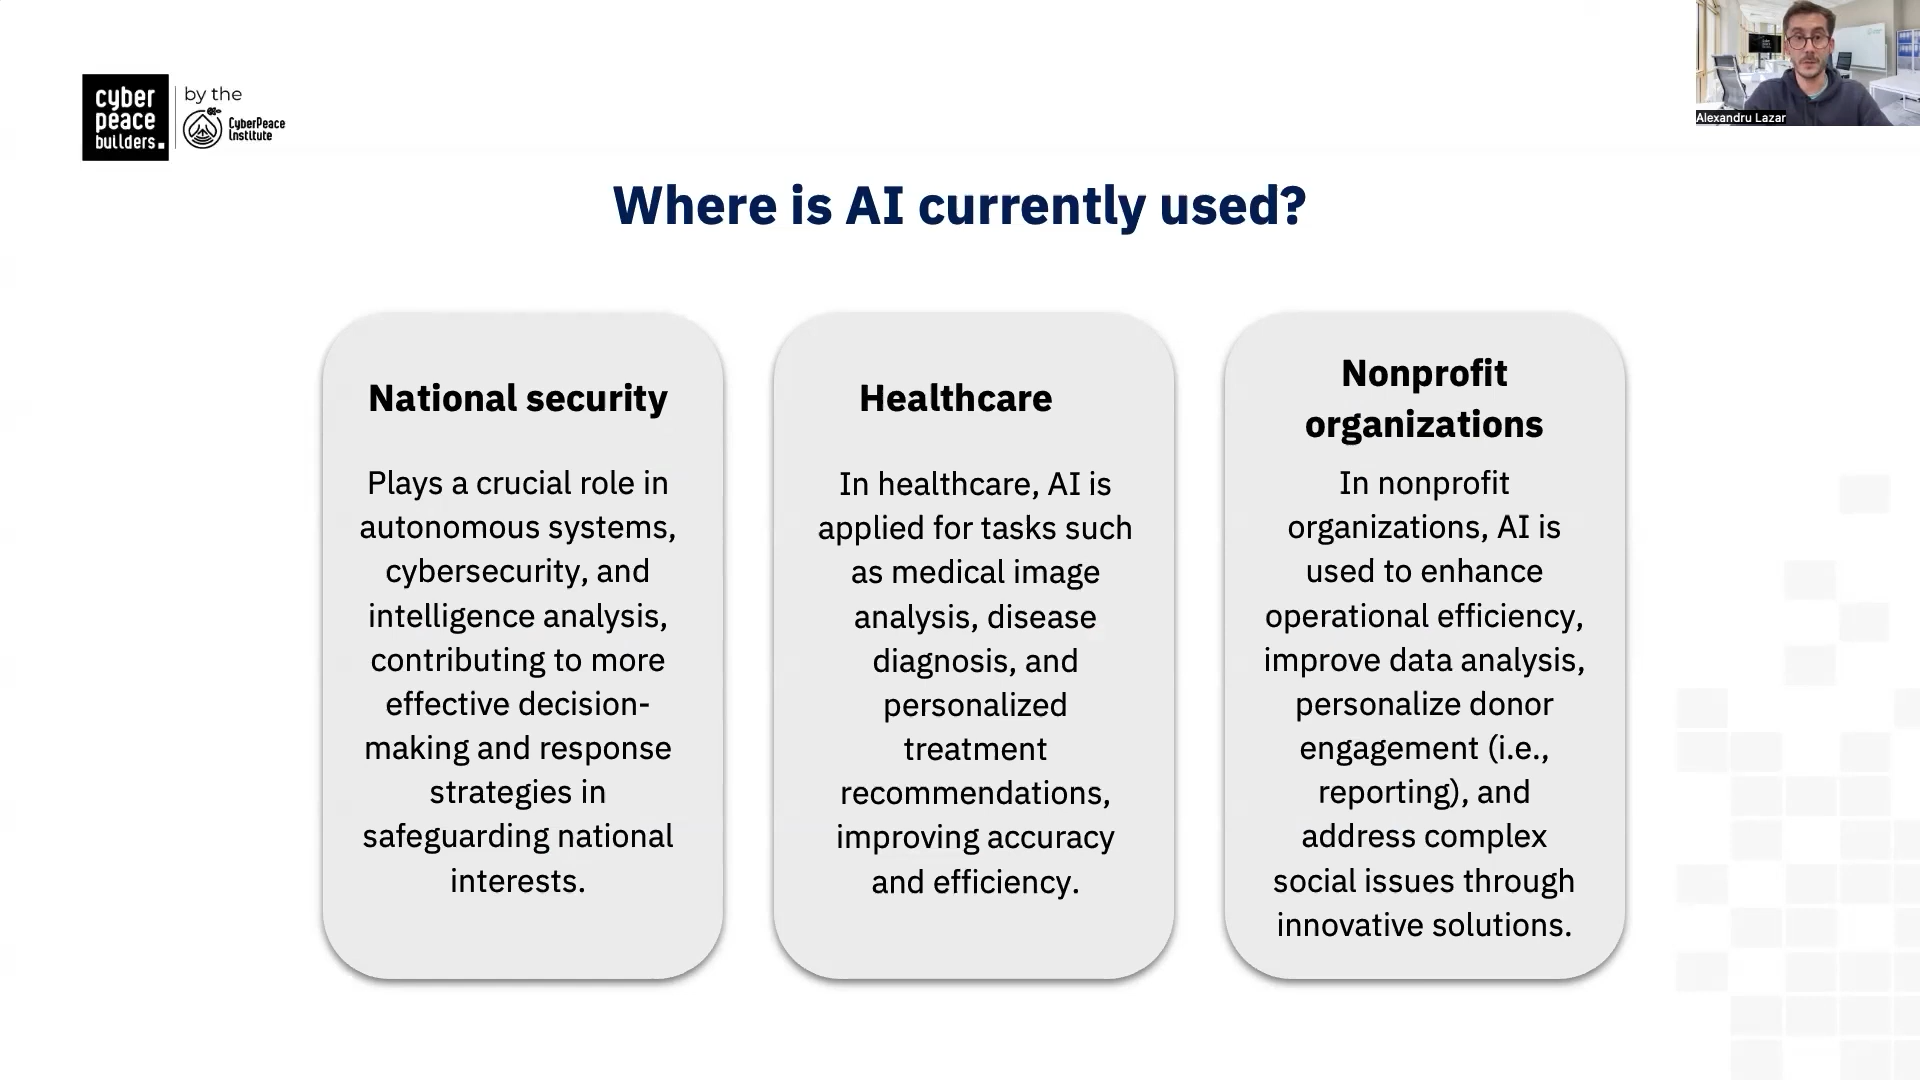 cyber
peace
builders.
by the
CyberPeace
Institute
Alexandru Lazar
Where is AI currently used?
National security
Plays a crucial role in
autonomous systems,
cybersecurity, and
intelligence analysis,
contributing to more
effective decision-
making and response
strategies in
safeguarding national
interests.
Healthcare
In healthcare, AI is
applied for tasks such
as medical image
analysis, disease
diagnosis, and
personalized
treatment
recommendations,
improving accuracy
and efficiency.
Nonprofit
organizations
In nonprofit
organizations, AI is
used to enhance
operational efficiency,
improve data analysis,
personalize donor
engagement (i.e.,
reporting), and
address complex
social issues through
innovative solutions.